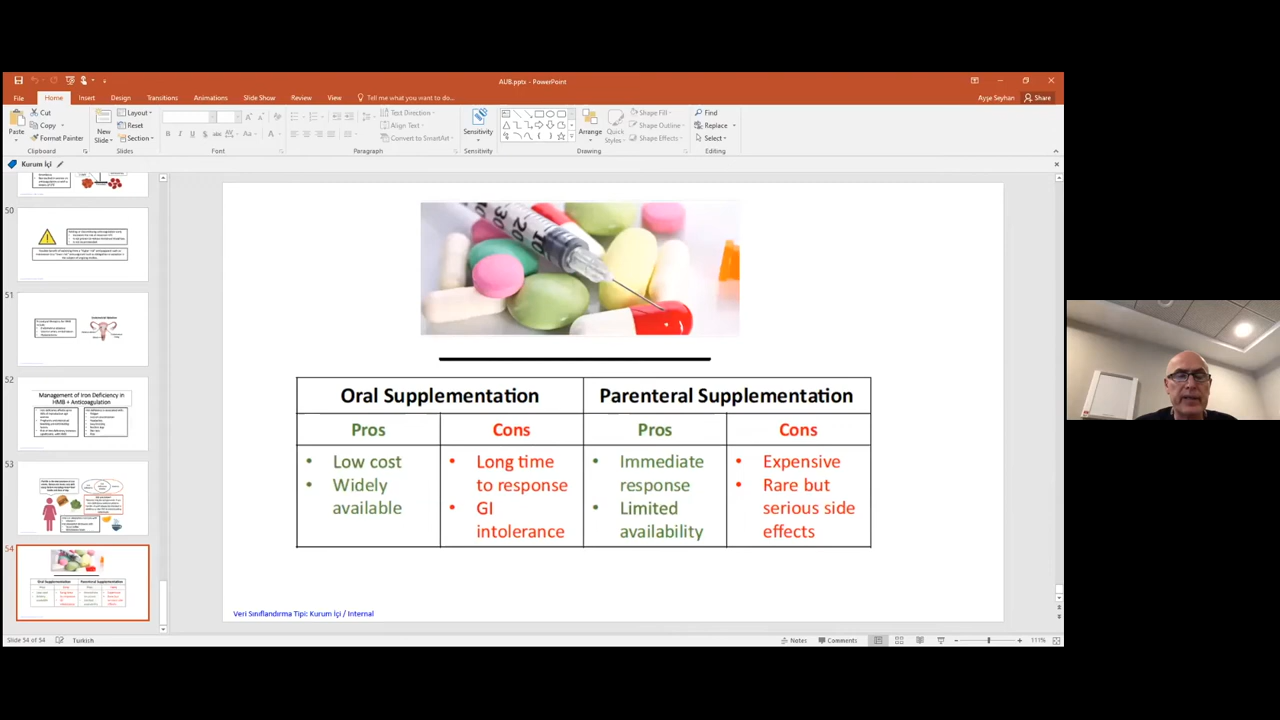 AUB.pptx - PowerPoint
Ayşe Seyhan
Share
File Home Insert Design Transitions Animations Slide Show Review View Tell me what you want to do...
Paste
Cut
Copy
Format Painter
Clipboard
New
Slide
Layout
Reset
Section
Slides
Font
Text Direction
Align Text
Convert to SmartArt
Paragraph
Sensitivity
Sensitivity
Arrange
Quick
Styles
Shape Fill
Shape Outline
Shape Effects
Drawing
Find
Replace
Select
Editing
Kurum İçi
50
51
52
Management of Iron Deficiency in
HMB + Anticoagulation
53
54
Oral Supplementation Parenteral Supplementation
Pros Cons Pros Cons
• Low cost
• Widely
available
• Long time
to response
• GI
intolerance
• Immediate
response
• Limited
availability
• Expensive
• Rare but
serious side
effects
Veri Sınıflandırma Tipi: Kurum İçi / Internal
Slide 54 of 54 Turkish Notes Comments 111%